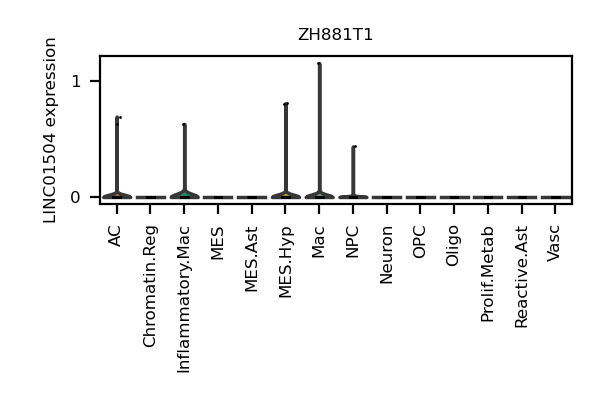 ZH881T1
LINC01504 expression
1
0
AC
Chromatin.Reg
Inflammatory.Mac
MES
MES.Ast
MES.Hyp
Mac
NPC
Neuron
OPC
Oligo
Prolif.Metab
Reactive.Ast
Vasc